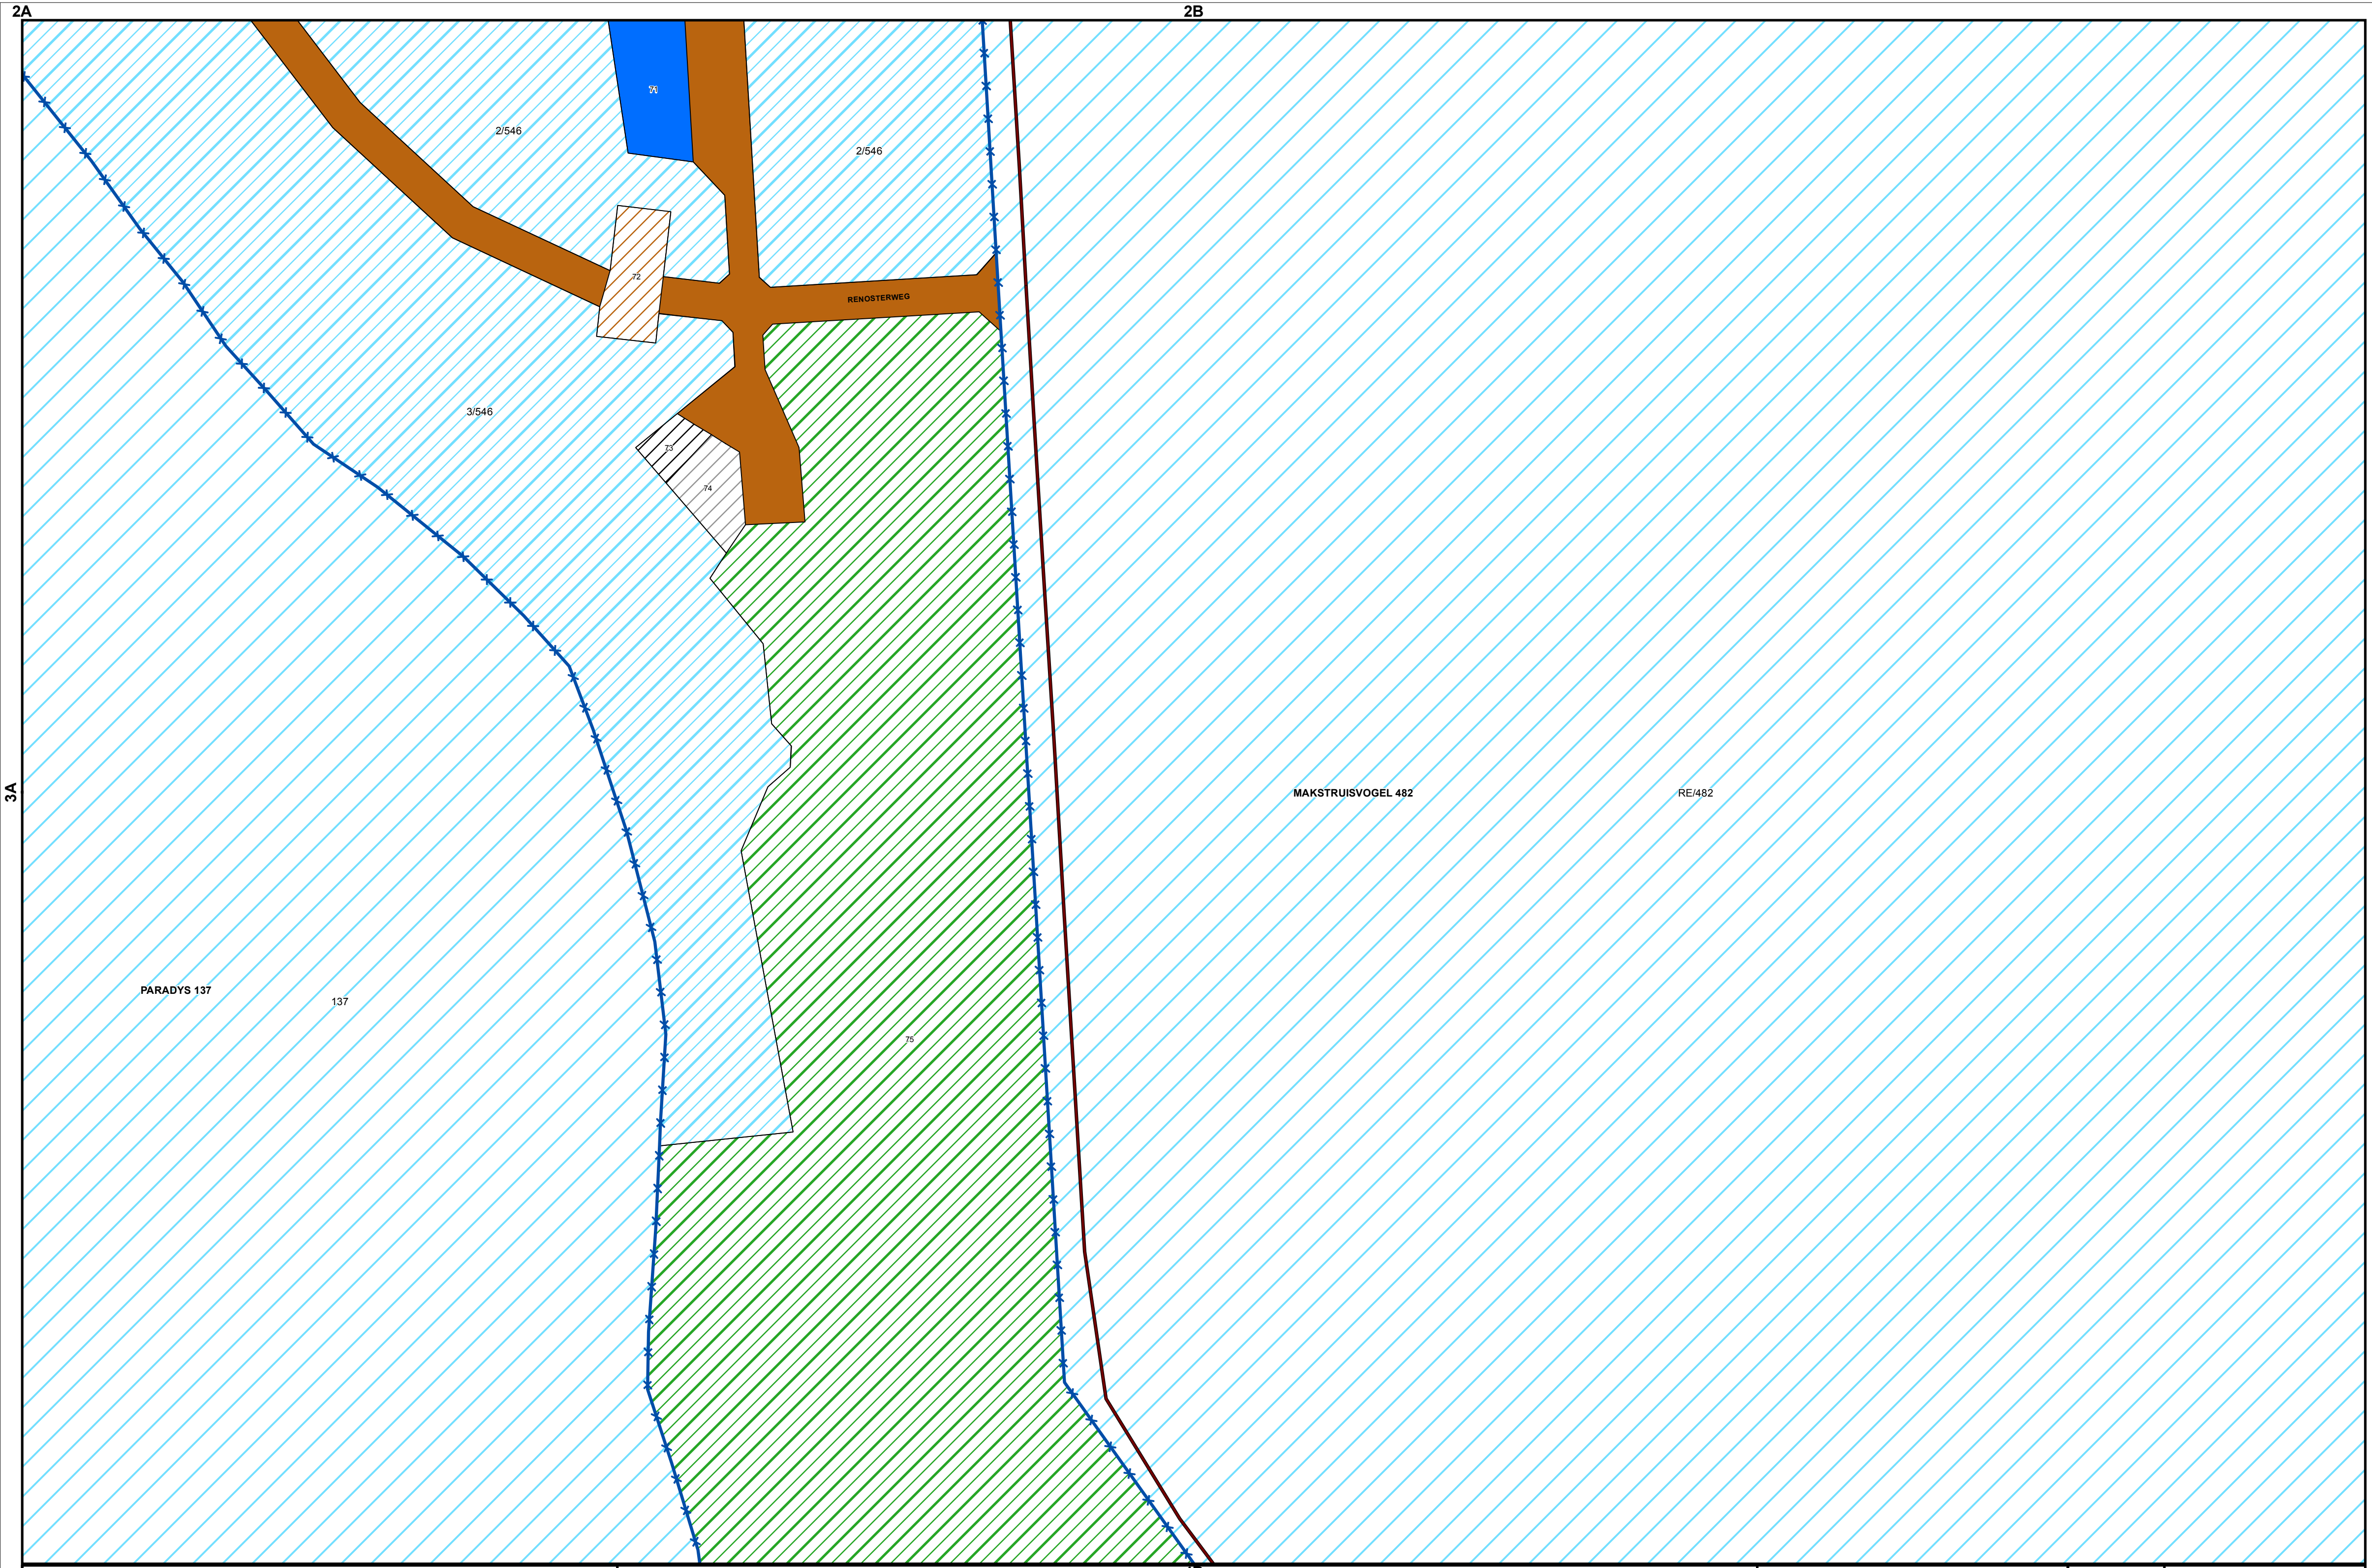 2A
2B
71
2/546
2/546
72
RENOSTERWEG
3/546
73
74
3A
MAKSTRUISVOGEL 482
RE/482
PARADYS 137
137
75